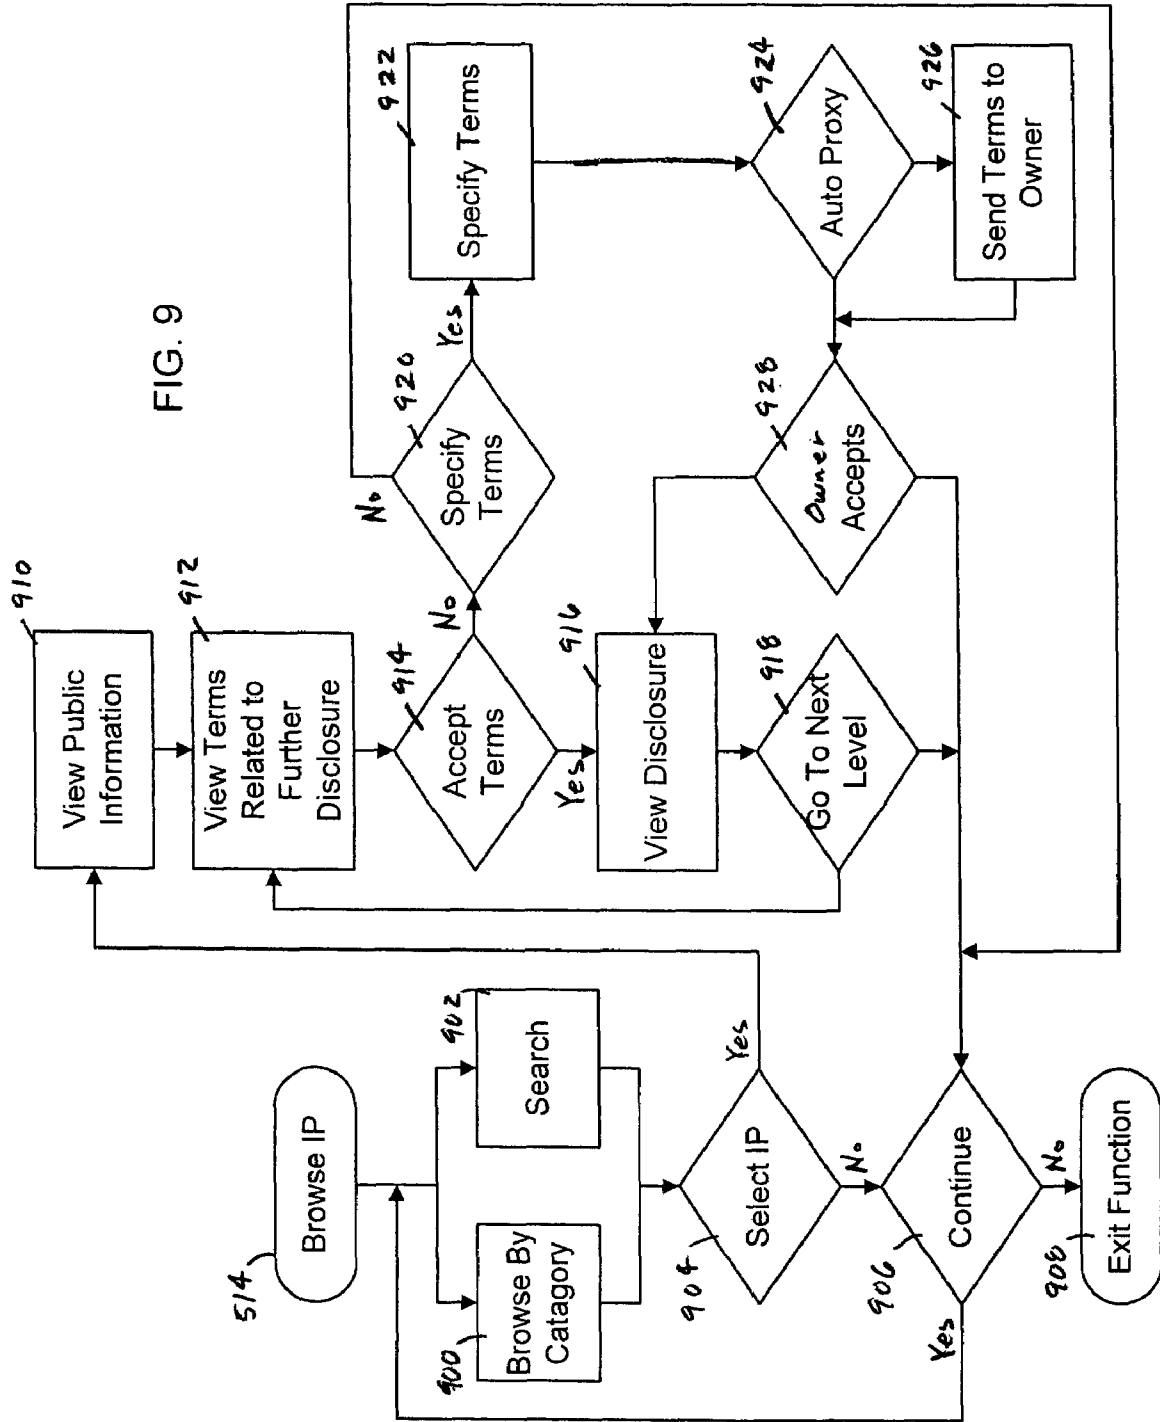 FIG. 9
514
Browse IP
900
Browse By
Catagory
902
Search
904
Select IP
Yes
No
906
Continue
Yes
No
908
Exit Function
910
View Public
Information
912
View Terms
Related to
Further
Disclosure
914
Accept
Terms
No
Yes
916
View Disclosure
918
Go To Next
Level
920
Specify
Terms
No
Yes
922
Specify Terms
924
Auto Proxy
926
Send Terms to
Owner
928
Owner
Accepts